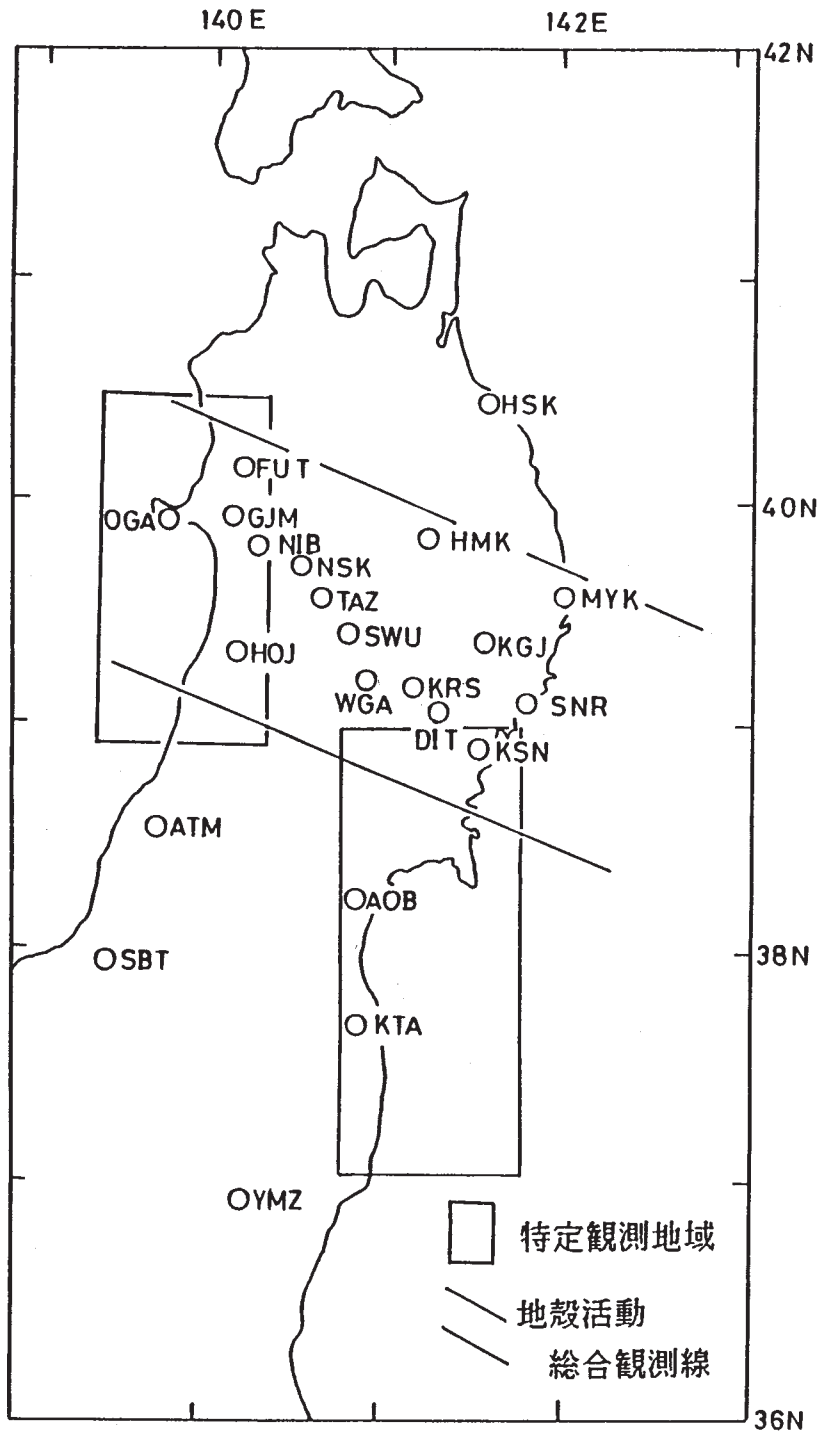 140 E 142E
42N
HSK
FUT
OGA GJM 40N
NIB HMK
NSK
TAZ MYK
SWU KGJ
HOJ
KRS
WGA SNR
DIT KSN
ATM
AOB
SBT 38N
KTA
YMZ
特定観測地域
地殻活動
総合観測線
36N